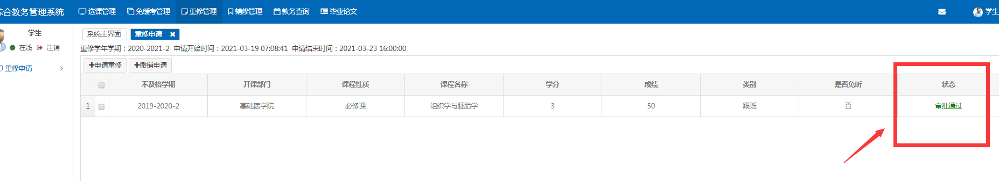 综合教务管理系统 选课管理 免缓考管理 重修管理 辅修管理 教务查询 毕业论文 学生
学生
在线 注销
重修申请
系统主界面 重修申请
重修学年学期：2020-2021-2 申请开始时间：2021-03-19 07:08:41 申请结束时间：2021-03-23 16:00:00
申请重修 撤销申请
不及格学期 开课部门 课程性质 课程名称 学分 成绩 类别 是否免听 状态
1 2019-2020-2 基础医学院 必修课 组织学与胚胎学 3 50 跟班 否 审批通过